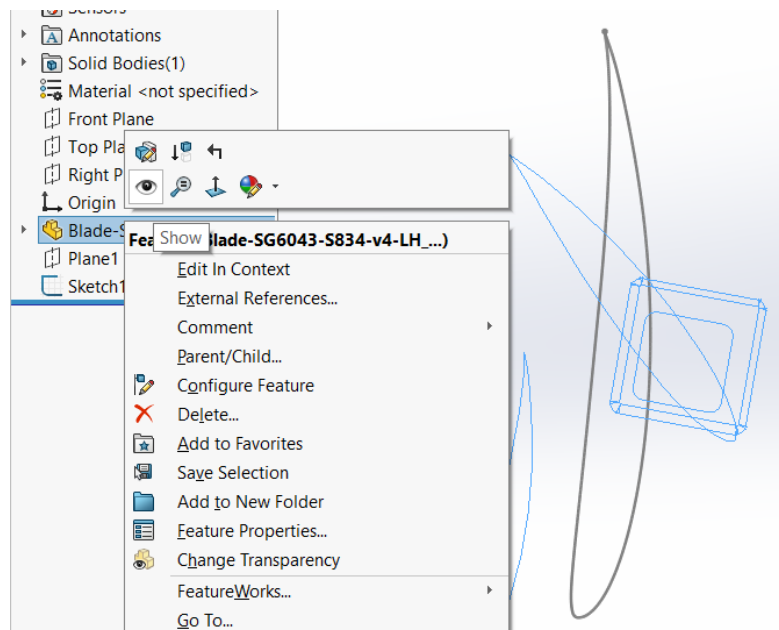 Sensors
Annotations
Solid Bodies(1)
Material <not specified>
Front Plane
Top Pla
Right P
Origin
Blade-S
Show
Fea Blade-SG6043-S834-v4-LH_...)
Plane1
Sketch1
Edit In Context
External References...
Comment
Parent/Child...
Configure Feature
Delete...
Add to Favorites
Save Selection
Add to New Folder
Feature Properties...
Change Transparency
FeatureWorks...
Go To...